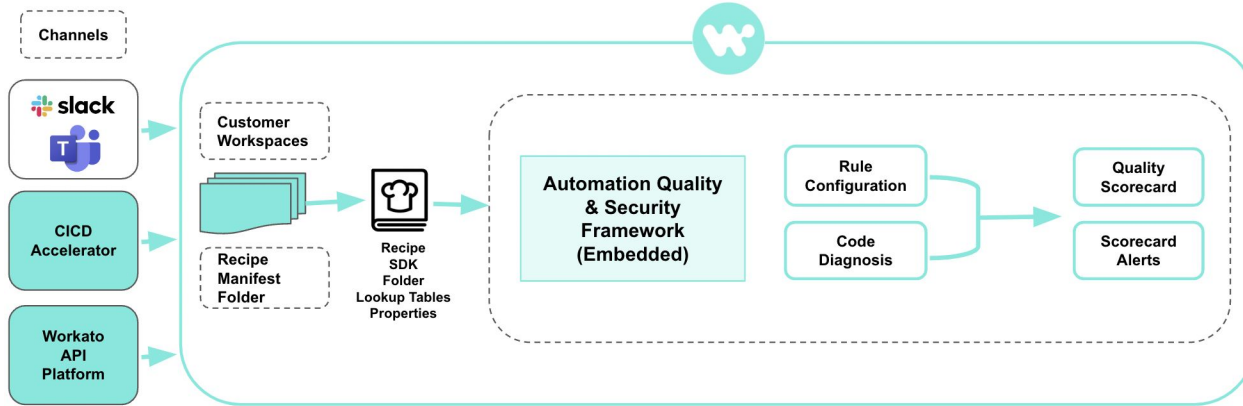 Channels
slack
T
CICD
Accelerator
Workato
API
Platform
Customer
Workspaces
Recipe
Manifest
Folder
Recipe
SDK
Folder
Lookup Tables
Properties
Automation Quality
& Security
Framework
(Embedded)
Rule
Configuration
Code
Diagnosis
Quality
Scorecard
Scorecard
Alerts